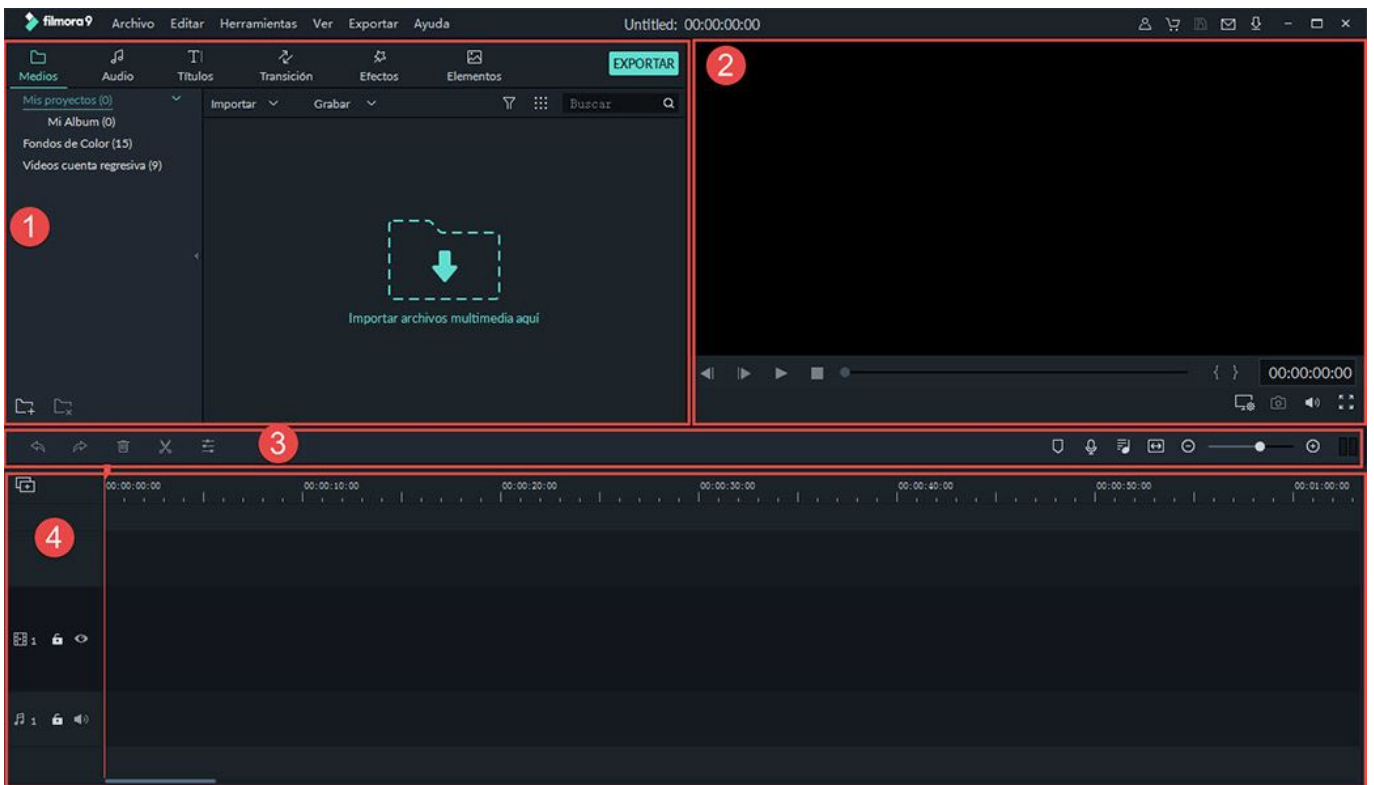 filmora9 Archivo Editar Herramientas Ver Exportar Ayuda Untitled: 00:00:00:00
Medios Audio Títulos Transición Efectos Elementos EXPORTAR
Mis proyectos (0)
Mi Album (0)
Fondos de Color (15)
Videos cuenta regresiva (9)
Importar Grabar Buscar
Importar archivos multimedia aquí
1
2
00:00:00:00
3
00:00:00:00 00:00:10:00 00:00:20:00 00:00:30:00 00:00:40:00 00:00:50:00 00:01:00:00
4
1
1